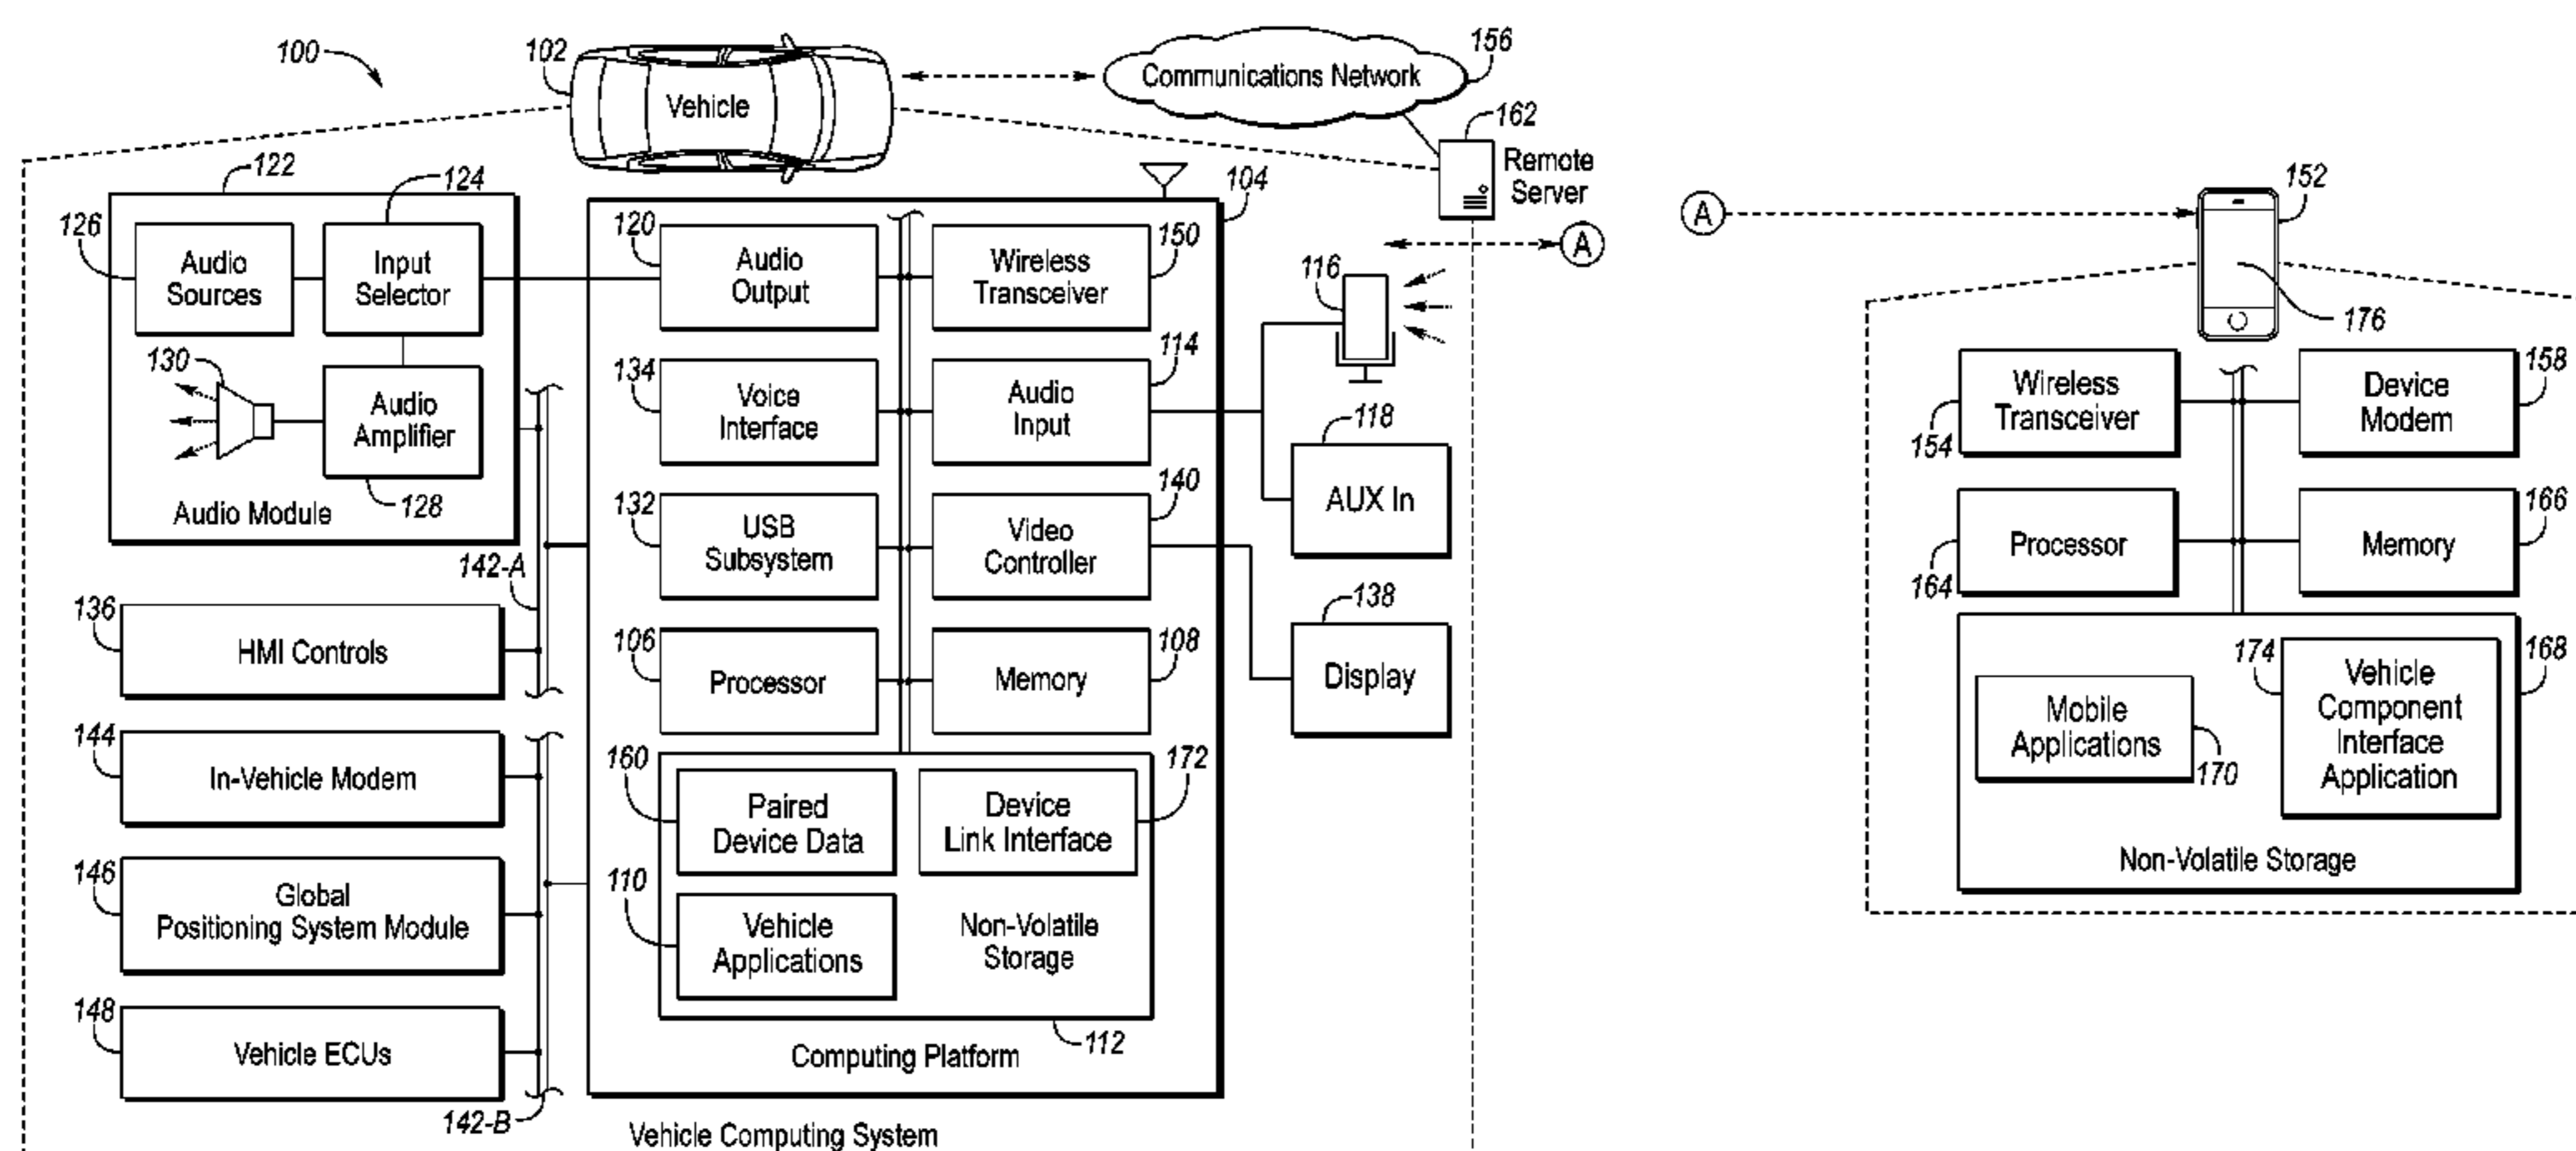 100
102
Vehicle
Communications Network
156
162
Remote
Server
A
A
152
176
122
124
126
Audio
Sources
Input
Selector
130
Audio
Amplifier
128
Audio Module
142-A
136
HMI Controls
144
In-Vehicle Modem
146
Global
Positioning System Module
148
Vehicle ECUs
142-B
104
120
Audio
Output
150
Wireless
Transceiver
134
Voice
Interface
114
Audio
Input
132
USB
Subsystem
140
Video
Controller
106
Processor
108
Memory
160
Paired
Device Data
172
Device
Link Interface
110
Vehicle
Applications
Non-Volatile
Storage
112
Computing Platform
Vehicle Computing System
116
118
AUX In
138
Display
154
Wireless
Transceiver
158
Device
Modem
164
Processor
166
Memory
168
170
Mobile
Applications
174
Vehicle
Component
Interface
Application
Non-Volatile Storage